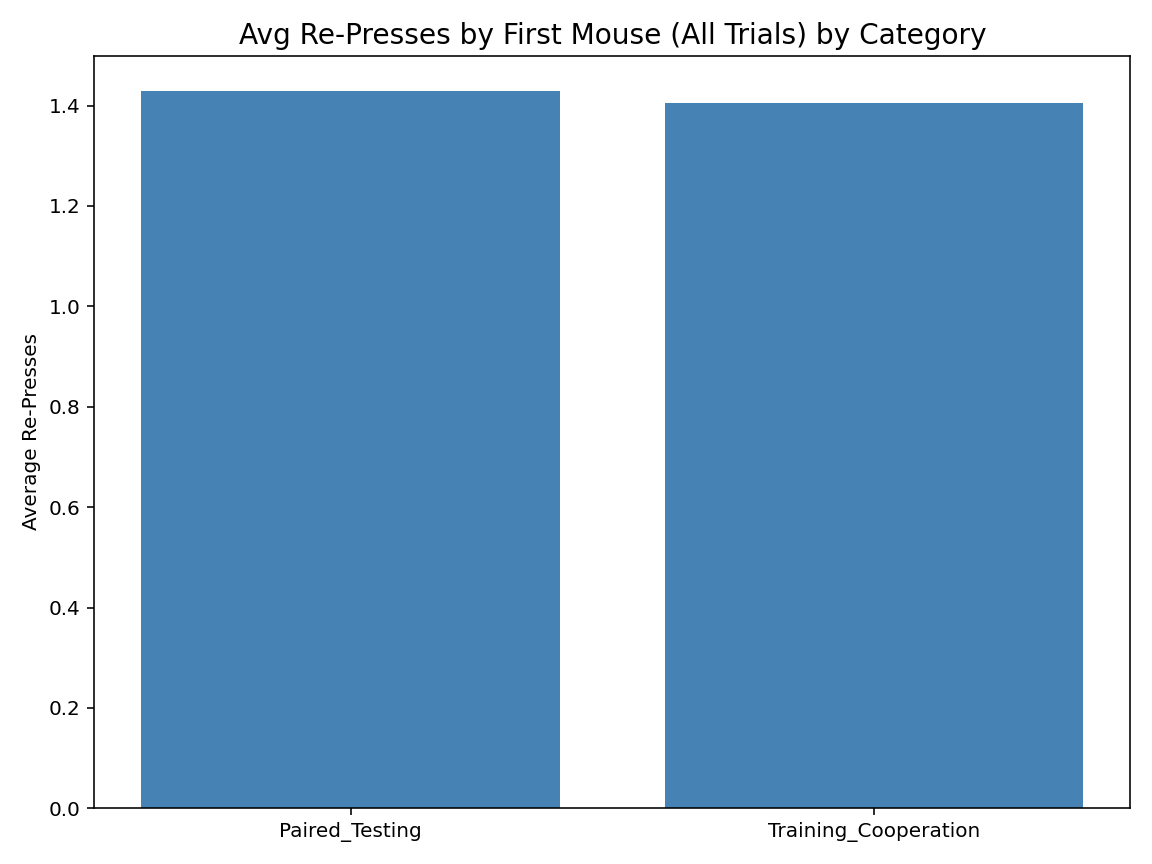 Avg Re-Presses by First Mouse (All Trials) by Category
Average Re-Presses
1.4
1.2
1.0
0.8
0.6
0.4
0.2
0.0
Paired_Testing
Training_Cooperation